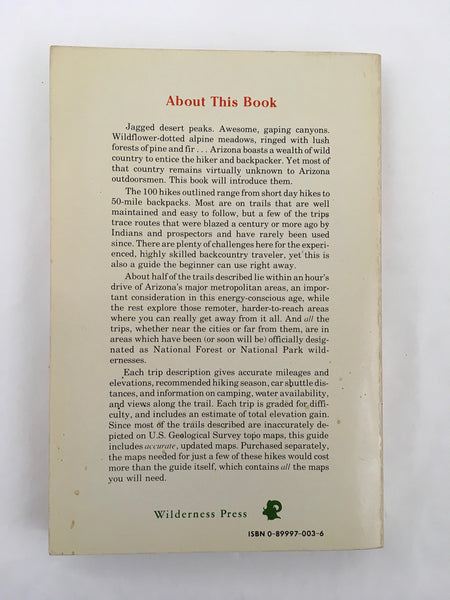 About This Book
Jagged desert peaks. Awesome, gaping canyons.
Wildflower-dotted alpine meadows, ringed with lush
forests of pine and fir . . . Arizona boasts a wealth of wild
country to entice the hiker and backpacker. Yet most of
that country remains virtually unknown to Arizona
outdoorsmen. This book will introduce them.
The 100 hikes outlined range from short day hikes to
50-mile backpacks. Most are on trails that are well
maintained and easy to follow, but a few of the trips
trace routes that were blazed a century or more ago by
Indians and prospectors and have rarely been used
since. There are plenty of challenges here for the experi-
enced, highly skilled backcountry traveler, yet this is
also a guide the beginner can use right away.
About half of the trails described lie within an hour's
drive of Arizona's major metropolitan areas, an im-
portant consideration in this energy-conscious age, while
the rest explore those remoter, harder-to-reach areas
where you can really get away from it all. And all the
trips, whether near the cities or far from them, are in
areas which have been (or soon will be) officially desig-
nated as National Forest or National Park wild-
ernesses.
Each trip description gives accurate mileages and
elevations, recommended hiking season, car shuttle dis-
tances, and information on camping, water availability,
and views along the trail. Each trip is graded for diffi-
culty, and includes an estimate of total elevation gain.
Since most of the trails described are inaccurately de-
picted on U.S. Geological Survey topo maps, this guide
includes accurate, updated maps. Purchased separately,
the maps needed for just a few of these hikes would cost
more than the guide itself, which contains all the maps
you will need.
Wilderness Press
ISBN 0-89997-003-6